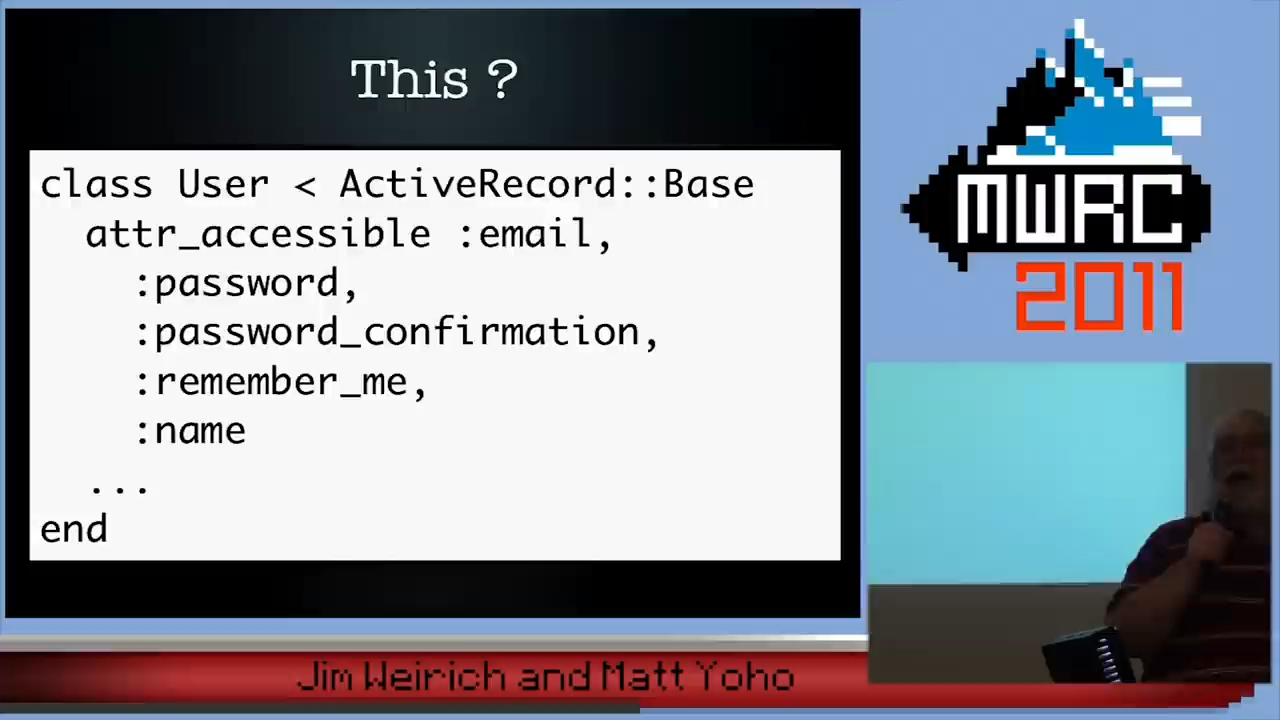 This ?
class User < ActiveRecord::Base
attr_accessible :email,
:password,
:password_confirmation,
:remember_me,
:name
...
end
MWRC
2011
Jim Weirich and Matt Yoho